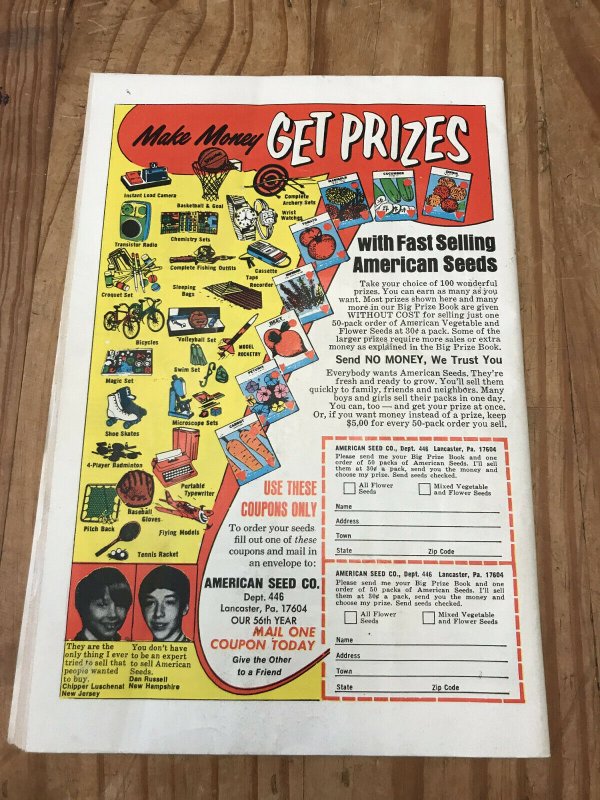 Make Money GET PRIZES
Instant Load Camera
Basketball & Goal
Complete
Archery Sets
Wrist
Watches
Transistor Radio
Chemistry Sets
Complete Fishing Outfits
Cassette
Tape
Recorder
Croquet Set
Sleeping
Bags
Bicycles
Volleyball Set
MODEL
ROCKETRY
Magic Set
Swim Set
Shoe Skates
Microscope Sets
4-Player Badminton
Portable
Typewriter
Pitch Back
Baseball
Gloves
Flying Models
Tennis Racket
CUCUMBER
TOMATO
BEET
PETUNIA
CARROT
with Fast Selling
American Seeds
Take your choice of 100 wonderful
prizes. You can earn as many as you
want. Most prizes shown here and many
more in our Big Prize Book are given
WITHOUT COST for selling just one
50-pack order of American Vegetable and
Flower Seeds at 30¢ a pack. Some of the
larger prizes require more sales or extra
money as explained in the Big Prize Book.
Send NO MONEY, We Trust You
Everybody wants American Seeds. They're
fresh and ready to grow. You'll sell them
quickly to family, friends and neighbors. Many
boys and girls sell their packs in one day.
You can, too — and get your prize at once.
Or, if you want money instead of a prize, keep
$5.00 for every 50-pack order you sell.
USE THESE
COUPONS ONLY
To order your seeds
fill out one of these
coupons and mail in
an envelope to:
AMERICAN SEED CO.
Dept. 446
Lancaster, Pa. 17604
OUR 56th YEAR
MAIL ONE
COUPON TODAY
Give the Other
to a Friend
They are the
only thing I ever
tried to sell that
people wanted
to buy.
Chipper Luschenat
New Jersey
You don't have
to be an expert
to sell American
Seeds.
Dan Russell
New Hampshire
AMERICAN SEED CO., Dept. 446 Lancaster, Pa. 17604
Please send me your Big Prize Book and one
order of 50 packs of American Seeds. I'll sell
them at 30¢ a pack, send you the money and
choose my prize. Send seeds checked.
All Flower
Seeds
Mixed Vegetable
and Flower Seeds
Name
Address
Town
State Zip Code
AMERICAN SEED CO., Dept. 446 Lancaster, Pa. 17604
Please send me your Big Prize Book and one
order of 50 packs of American Seeds. I'll sell
them at 30¢ a pack, send you the money and
choose my prize. Send seeds checked.
All Flower
Seeds
Mixed Vegetable
and Flower Seeds
Name
Address
Town
State Zip Code